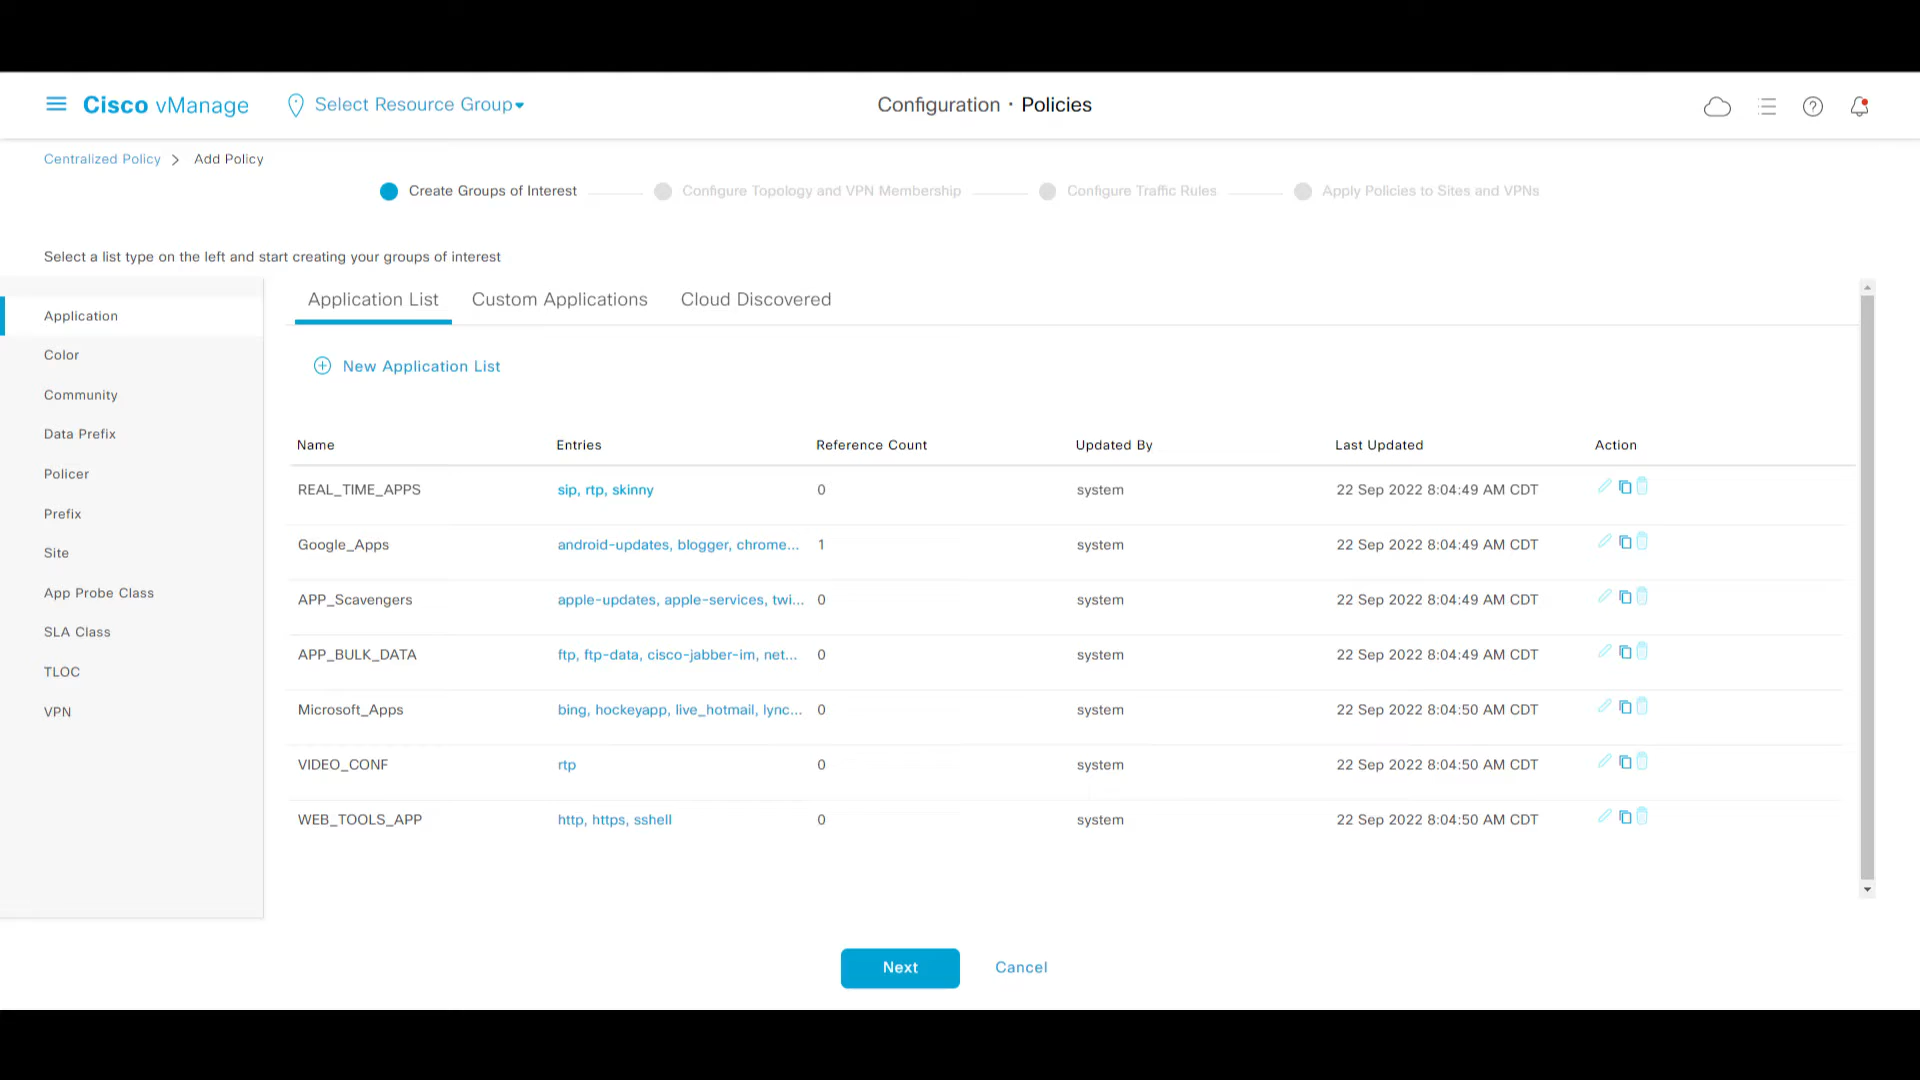 Cisco vManage
Select Resource Group
Configuration · Policies
Centralized Policy > Add Policy
Create Groups of Interest
Configure Topology and VPN Membership
Configure Traffic Rules
Apply Policies to Sites and VPNs
Select a list type on the left and start creating your groups of interest
Application
Color
Community
Data Prefix
Policer
Prefix
Site
App Probe Class
SLA Class
TLOC
VPN
Application List Custom Applications Cloud Discovered
New Application List
Name Entries Reference Count Updated By Last Updated Action
REAL_TIME_APPS sip, rtp, skinny 0 system 22 Sep 2022 8:04:49 AM CDT
Google_Apps android-updates, blogger, chrome... 1 system 22 Sep 2022 8:04:49 AM CDT
APP_Scavengers apple-updates, apple-services, twi... 0 system 22 Sep 2022 8:04:49 AM CDT
APP_BULK_DATA ftp, ftp-data, cisco-jabber-im, net... 0 system 22 Sep 2022 8:04:49 AM CDT
Microsoft_Apps bing, hockeyapp, live_hotmail, lync... 0 system 22 Sep 2022 8:04:50 AM CDT
VIDEO_CONF rtp 0 system 22 Sep 2022 8:04:50 AM CDT
WEB_TOOLS_APP http, https, sshell 0 system 22 Sep 2022 8:04:50 AM CDT
Next Cancel